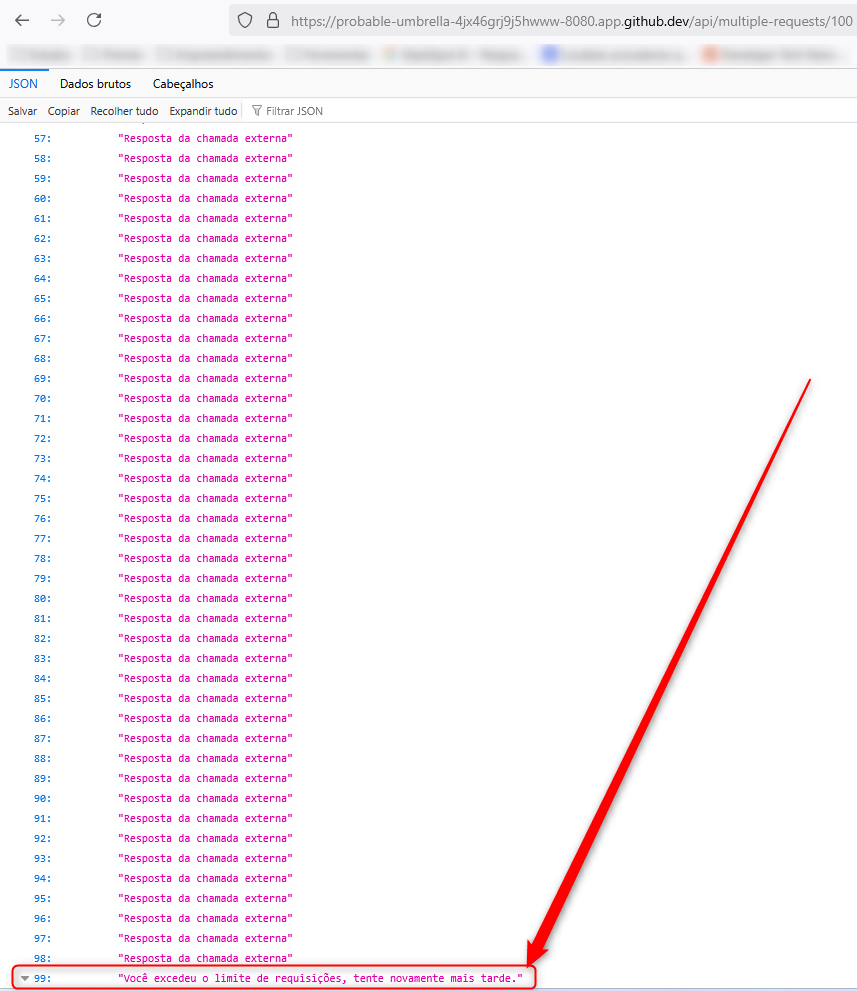 https://probable-umbrella-4jx46grj9j5hwww-8080.app.github.dev/api/multiple-requests/100
JSON Dados brutos Cabeçalhos
Salvar Copiar Recolher tudo Expandir tudo Filtrar JSON
57: "Resposta da chamada externa"
58: "Resposta da chamada externa"
59: "Resposta da chamada externa"
60: "Resposta da chamada externa"
61: "Resposta da chamada externa"
62: "Resposta da chamada externa"
63: "Resposta da chamada externa"
64: "Resposta da chamada externa"
65: "Resposta da chamada externa"
66: "Resposta da chamada externa"
67: "Resposta da chamada externa"
68: "Resposta da chamada externa"
69: "Resposta da chamada externa"
70: "Resposta da chamada externa"
71: "Resposta da chamada externa"
72: "Resposta da chamada externa"
73: "Resposta da chamada externa"
74: "Resposta da chamada externa"
75: "Resposta da chamada externa"
76: "Resposta da chamada externa"
77: "Resposta da chamada externa"
78: "Resposta da chamada externa"
79: "Resposta da chamada externa"
80: "Resposta da chamada externa"
81: "Resposta da chamada externa"
82: "Resposta da chamada externa"
83: "Resposta da chamada externa"
84: "Resposta da chamada externa"
85: "Resposta da chamada externa"
86: "Resposta da chamada externa"
87: "Resposta da chamada externa"
88: "Resposta da chamada externa"
89: "Resposta da chamada externa"
90: "Resposta da chamada externa"
91: "Resposta da chamada externa"
92: "Resposta da chamada externa"
93: "Resposta da chamada externa"
94: "Resposta da chamada externa"
95: "Resposta da chamada externa"
96: "Resposta da chamada externa"
97: "Resposta da chamada externa"
98: "Resposta da chamada externa"
99: "Você excedeu o limite de requisições, tente novamente mais tarde."